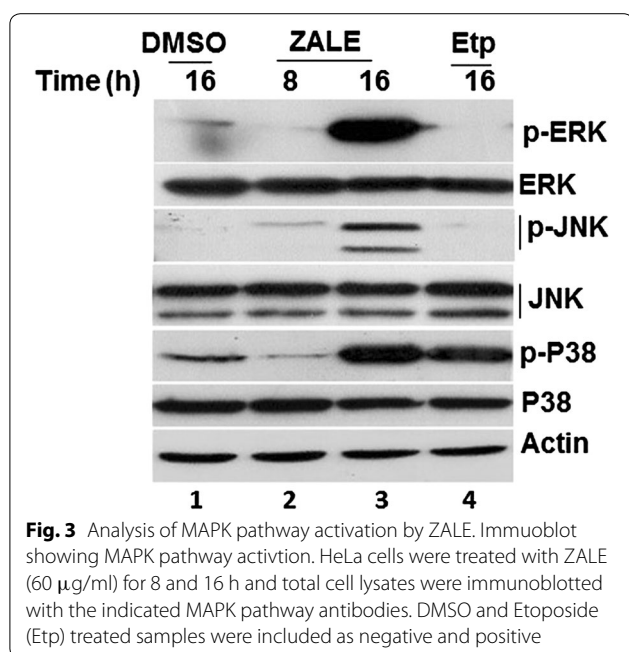 DMSO ZALE Etp
Time (h) 16 8 16 16
p-ERK
ERK
p-JNK
JNK
p-P38
P38
Actin
1 2 3 4
Fig. 3 Analysis of MAPK pathway activation by ZALE. Immuoblot
showing MAPK pathway activtion. HeLa cells were treated with ZALE
(60 μg/ml) for 8 and 16 h and total cell lysates were immunoblotted
with the indicated MAPK pathway antibodies. DMSO and Etoposide
(Etp) treated samples were included as negative and positive